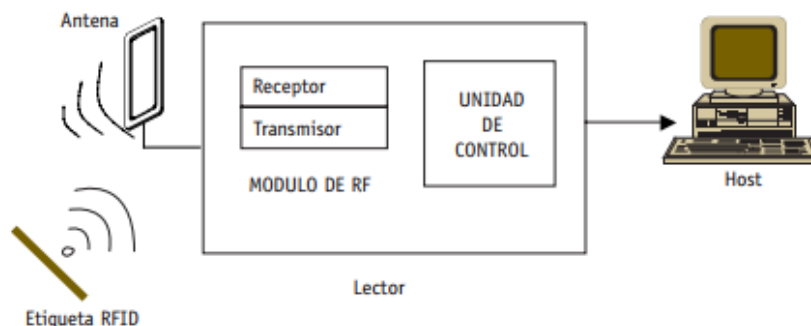 Antena
Receptor
Transmisor
MODULO DE RF
UNIDAD
DE
CONTROL
Host
Lector
Etiqueta RFID